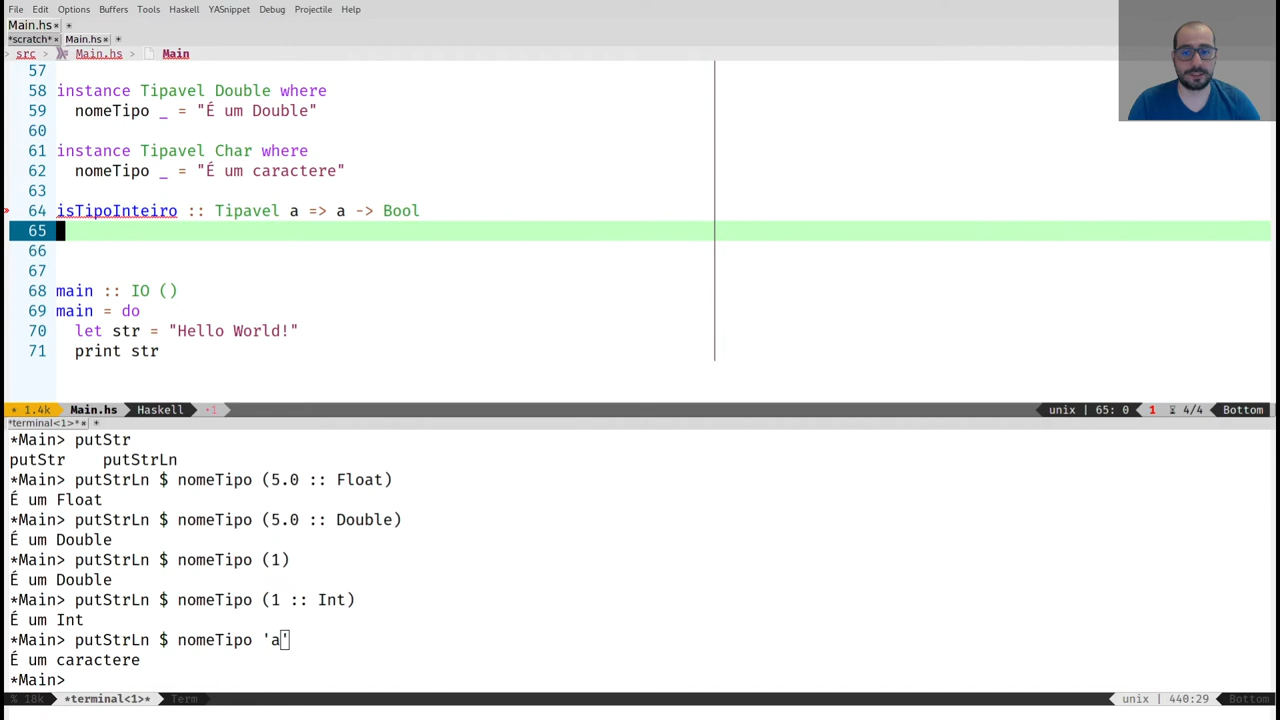 File Edit Options Buffers Tools Haskell YASnippet Debug Projectile Help
Main.hs
*scratch* Main.hs
src > Main.hs > Main
57
58 instance Tipavel Double where
59 nomeTipo _ = "É um Double"
60
61 instance Tipavel Char where
62 nomeTipo _ = "É um caractere"
63
64 isTipoInteiro :: Tipavel a => a -> Bool
65
66
67
68 main :: IO ()
69 main = do
70 let str = "Hello World!"
71 print str
* 1.4k Main.hs Haskell 1 unix | 65: 0 1 4/4 Bottom
*terminal<1>*
*Main> putStr
putStr putStrLn
*Main> putStrLn $ nomeTipo (5.0 :: Float)
É um Float
*Main> putStrLn $ nomeTipo (5.0 :: Double)
É um Double
*Main> putStrLn $ nomeTipo (1)
É um Double
*Main> putStrLn $ nomeTipo (1 :: Int)
É um Int
*Main> putStrLn $ nomeTipo 'a'
É um caractere
*Main>
% 18k *terminal<1>* Term unix | 440:29 Bottom